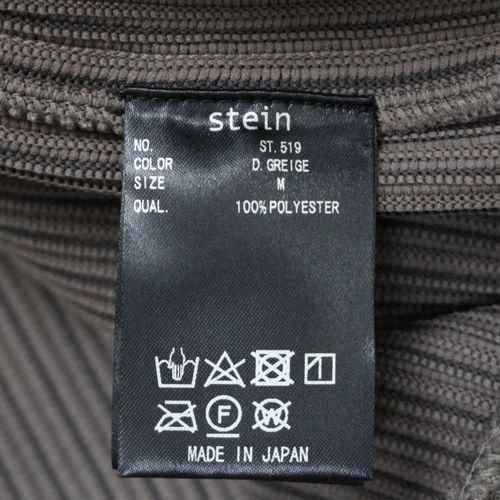 stein
NO. ST.519
COLOR D.GREIGE
SIZE M
QUAL. 100%POLYESTER
F W
MADE IN JAPAN